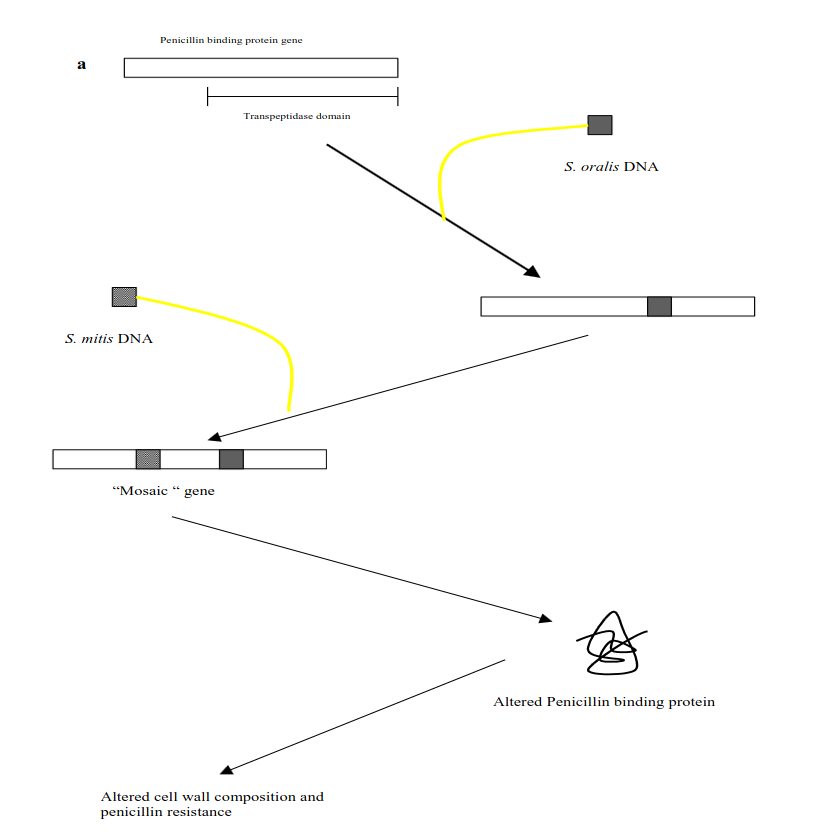 Penicillin binding protein gene
a
Transpeptidase domain
S. oralis DNA
S. mitis DNA
“Mosaic “ gene
Altered Penicillin binding protein
Altered cell wall composition and
penicillin resistance